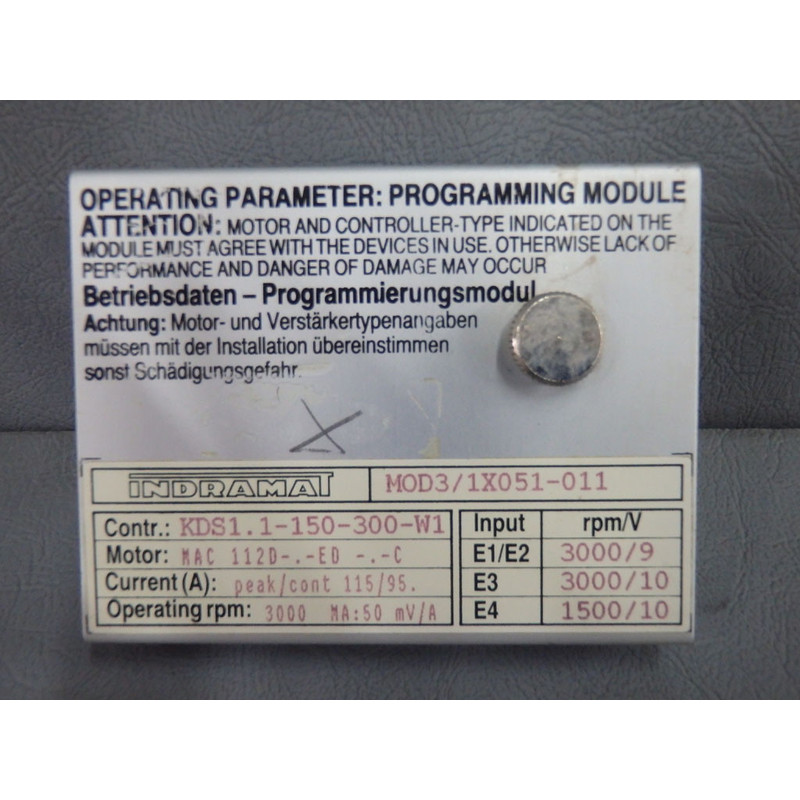 OPERATING PARAMETER: PROGRAMMING MODULE
ATTENTION: MOTOR AND CONTROLLER-TYPE INDICATED ON THE
MODULE MUST AGREE WITH THE DEVICES IN USE. OTHERWISE LACK OF
PERFORMANCE AND DANGER OF DAMAGE MAY OCCUR
Betriebsdaten – Programmierungsmodul
Achtung: Motor- und Verstärkertypenangaben
müssen mit der Installation übereinstimmen
sonst Schädigungsgefahr.
INDRAMAT MOD3/1X051-011
Contr.: KDS1.1-150-300-W1
Motor: MAC 112D-.-ED -.-C
Current (A): peak/cont 115/95.
Operating rpm: 3000 MA:50 mV/A
Input rpm/V
E1/E2 3000/9
E3 3000/10
E4 1500/10